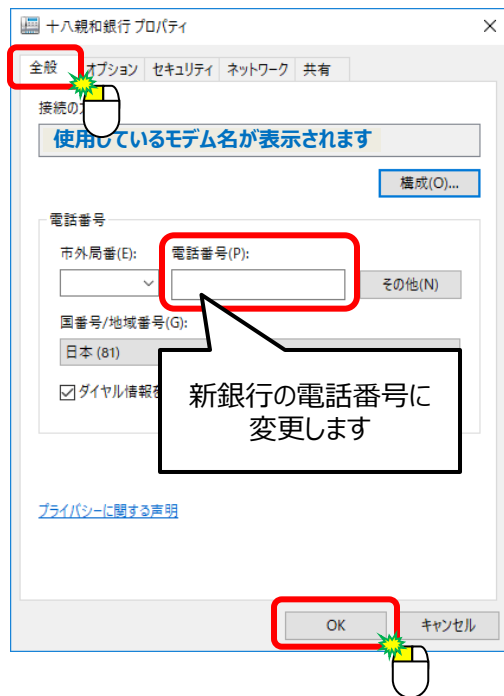 十八親和銀行 プロパティ
全般 オプション セキュリティ ネットワーク 共有
接続の
使用しているモデム名が表示されます
構成(O)...
電話番号
市外局番(E): 電話番号(P):
その他(N)
国番号/地域番号(G):
日本 (81)
ダイヤル情報を
新銀行の電話番号に
変更します
プライバシーに関する声明
OK キャンセル